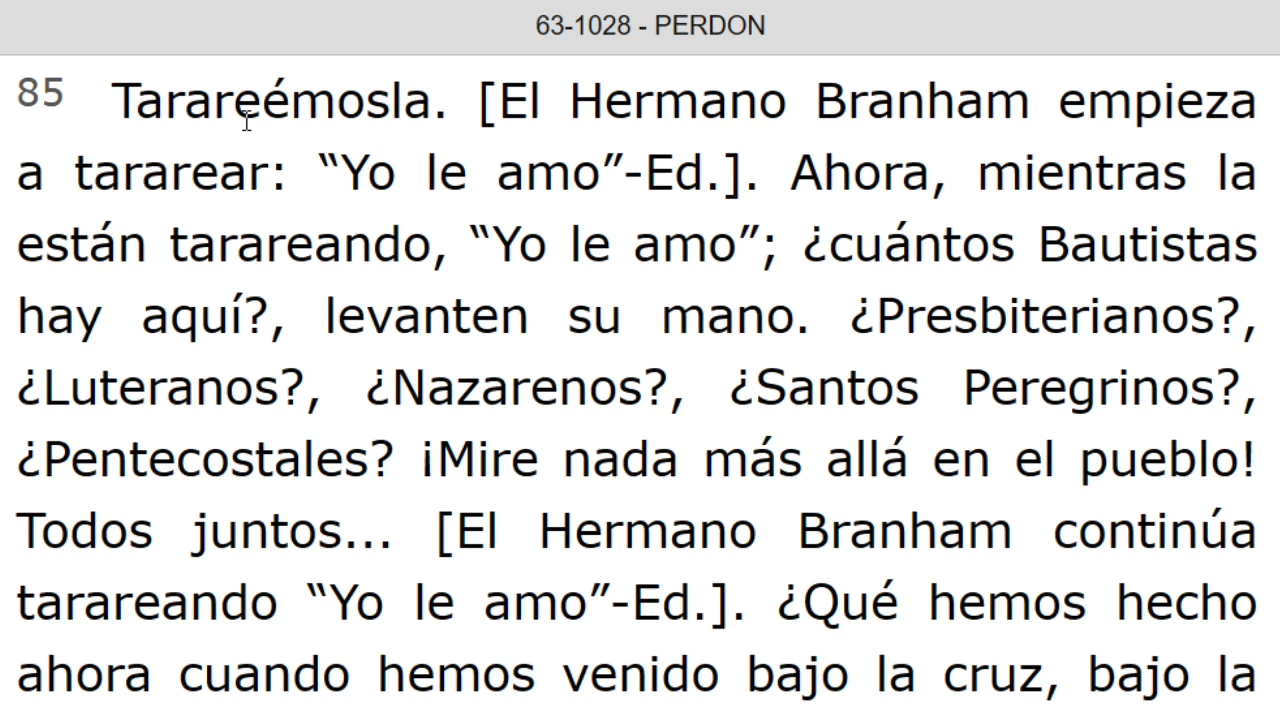 63-1028 - PERDON
85 Tarareémosla. [El Hermano Branham empieza
a tararear: “Yo le amo”-Ed.]. Ahora, mientras la
están tarareando, “Yo le amo”; ¿cuántos Bautistas
hay aquí?, levanten su mano. ¿Presbiterianos?,
¿Luteranos?, ¿Nazarenos?, ¿Santos Peregrinos?,
¿Pentecostales? ¡Mire nada más allá en el pueblo!
Todos juntos… [El Hermano Branham continúa
tarareando “Yo le amo”-Ed.]. ¿Qué hemos hecho
ahora cuando hemos venido bajo la cruz, bajo la